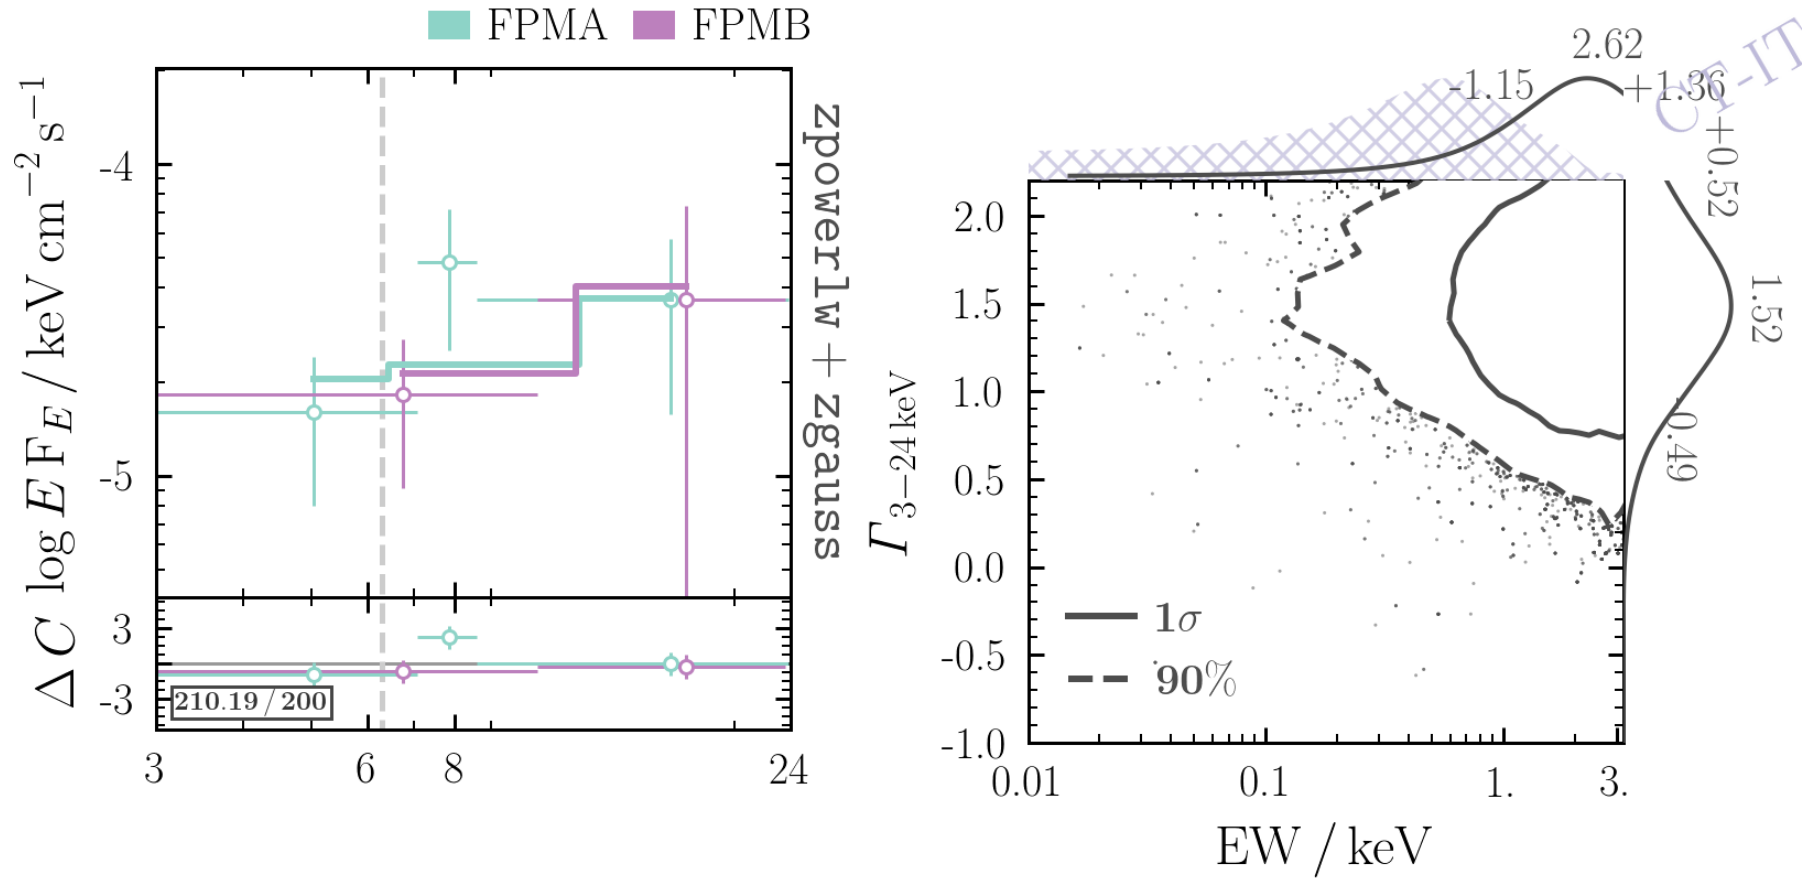 FPMA FPMB
Δ C log E F_E / keV cm⁻² s⁻¹
-4
-5
3
-3
210.19 / 200
3 6 8 24
zpowerlw + zgauss
2.62
-1.15 +1.36
CT-IT
+0.52
1.52
0.49
Γ 3−24 keV
2.0
1.5
1.0
0.5
0.0
-0.5
-1.0
1σ
90%
0.01 0.1 1. 3.
EW / keV